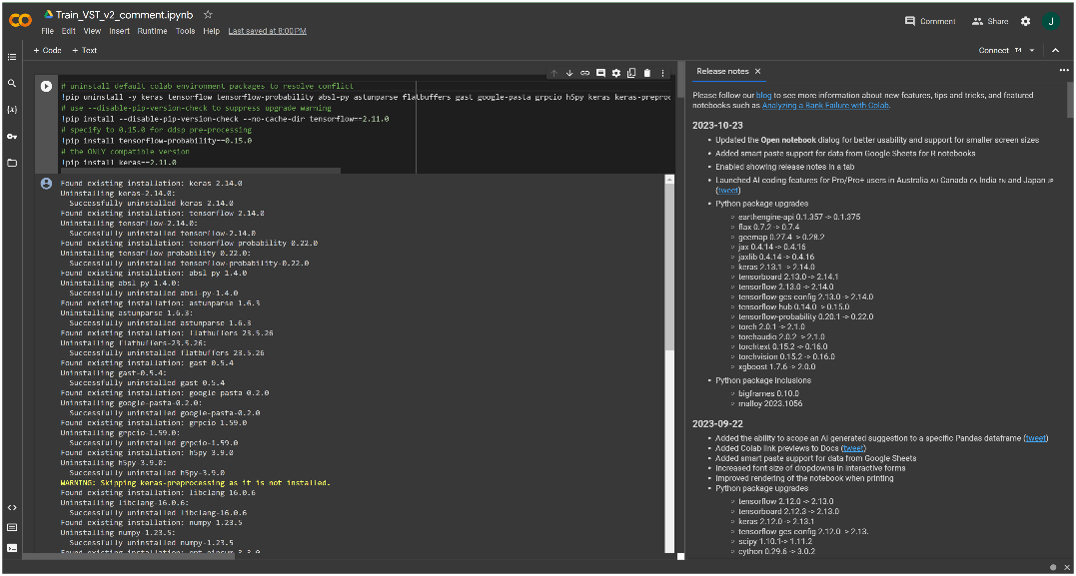 Train_VST_v2_comment.ipynb
File Edit View Insert Runtime Tools Help Last saved at 8:00 PM
Comment Share J
+ Code + Text
Connect T4
# uninstall default colab environment packages to resolve conflict
!pip uninstall -y keras tensorflow tensorflow-probability absl-py astunparse flatbuffers gast google-pasta grpcio h5py keras keras-preproc
# use --disable-pip-version-check to suppress upgrade warning
!pip install --disable-pip-version-check --no-cache-dir tensorflow==2.11.0
# specify to 0.15.0 for ddsp pre-processing
!pip install tensorflow-probability==0.15.0
# the ONLY compatible version
!pip install keras==2.11.0
Found existing installation: keras 2.14.0
Uninstalling keras-2.14.0:
Successfully uninstalled keras-2.14.0
Found existing installation: tensorflow 2.14.0
Uninstalling tensorflow-2.14.0:
Successfully uninstalled tensorflow-2.14.0
Found existing installation: tensorflow-probability 0.22.0
Uninstalling tensorflow-probability-0.22.0:
Successfully uninstalled tensorflow-probability-0.22.0
Found existing installation: absl-py 1.4.0
Uninstalling absl-py-1.4.0:
Successfully uninstalled absl-py-1.4.0
Found existing installation: astunparse 1.6.3
Uninstalling astunparse-1.6.3:
Successfully uninstalled astunparse-1.6.3
Found existing installation: flatbuffers 23.5.26
Uninstalling flatbuffers-23.5.26:
Successfully uninstalled flatbuffers-23.5.26
Found existing installation: gast 0.5.4
Uninstalling gast-0.5.4:
Successfully uninstalled gast-0.5.4
Found existing installation: google-pasta 0.2.0
Uninstalling google-pasta-0.2.0:
Successfully uninstalled google-pasta-0.2.0
Found existing installation: grpcio 1.59.0
Uninstalling grpcio-1.59.0:
Successfully uninstalled grpcio-1.59.0
Found existing installation: h5py 3.9.0
Uninstalling h5py-3.9.0:
Successfully uninstalled h5py-3.9.0
WARNING: Skipping keras-preprocessing as it is not installed.
Found existing installation: libclang 16.0.6
Uninstalling libclang-16.0.6:
Successfully uninstalled libclang-16.0.6
Found existing installation: numpy 1.23.5
Uninstalling numpy-1.23.5:
Successfully uninstalled numpy-1.23.5
Found existing installation: opt-einsum 3.3.0
Release notes
Please follow our blog to see more information about new features, tips and tricks, and featured
notebooks such as Analyzing a Bank Failure with Colab.
2023-10-23
• Updated the Open notebook dialog for better usability and support for smaller screen sizes
• Added smart paste support for data from Google Sheets for R notebooks
• Enabled showing release notes in a tab
• Launched AI coding features for Pro/Pro+ users in Australia AU Canada CA India IN and Japan JP
(tweet)
• Python package upgrades
earthengine-api 0.1.357 -> 0.1.375
flax 0.7.2 -> 0.7.4
geemap 0.27.4 -> 0.28.2
jax 0.4.14 -> 0.4.16
jaxlib 0.4.14 -> 0.4.16
keras 2.13.1 -> 2.14.0
tensorboard 2.13.0 -> 2.14.1
tensorflow 2.13.0 -> 2.14.0
tensorflow-gcs-config 2.13.0 -> 2.14.0
tensorflow-hub 0.14.0 -> 0.15.0
tensorflow-probability 0.20.1 -> 0.22.0
torch 2.0.1 -> 2.1.0
torchaudio 2.0.2 -> 2.1.0
torchtext 0.15.2 -> 0.16.0
torchvision 0.15.2 -> 0.16.0
xgboost 1.7.6 -> 2.0.0
• Python package inclusions
bigframes 0.10.0
malloy 2023.1056
2023-09-22
• Added the ability to scope an AI generated suggestion to a specific Pandas dataframe (tweet)
• Added Colab link previews to Docs (tweet)
• Added smart paste support for data from Google Sheets
• Increased font size of dropdowns in interactive forms
• Improved rendering of the notebook when printing
• Python package upgrades
tensorflow 2.12.0 -> 2.13.0
tensorboard 2.12.3 -> 2.13.0
keras 2.12.0 -> 2.13.1
tensorflow-gcs-config 2.12.0 -> 2.13.
scipy 1.10.1-> 1.11.2
cython 0.29.6 -> 3.0.2